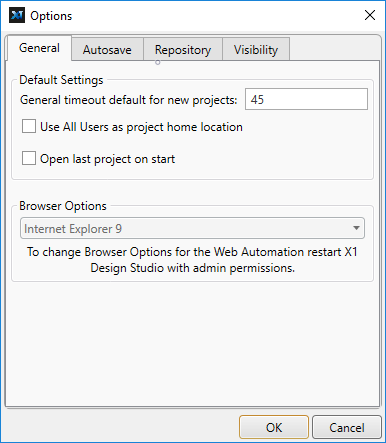 X1 Options
General Autosave Repository Visibility
Default Settings
General timeout default for new projects: 45
Use All Users as project home location
Open last project on start
Browser Options
Internet Explorer 9
To change Browser Options for the Web Automation restart X1
Design Studio with admin permissions.
OK Cancel